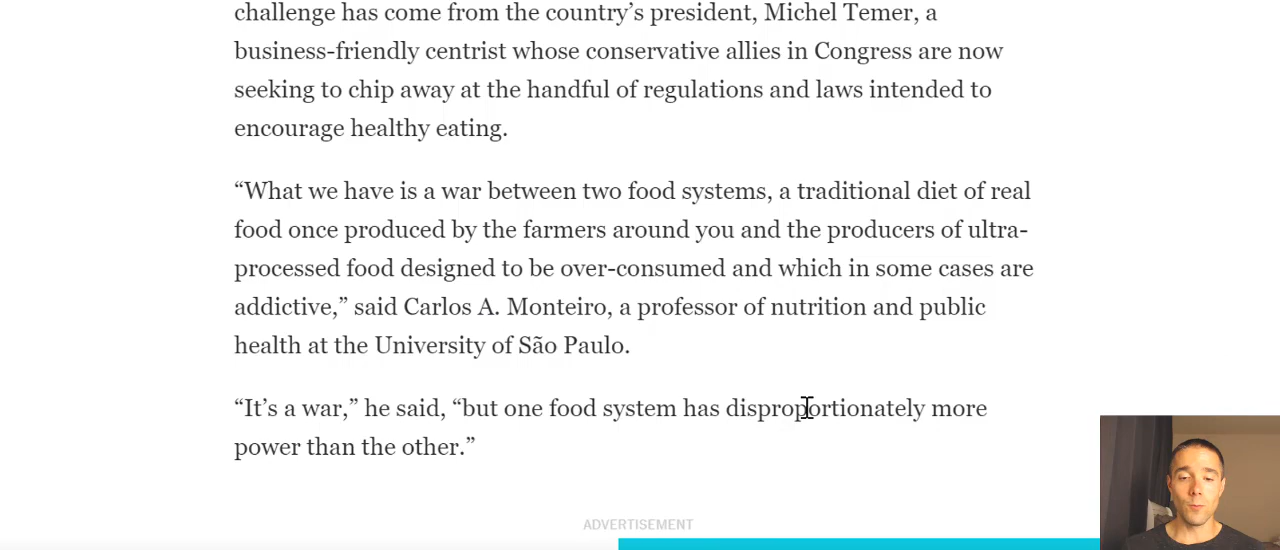 challenge has come from the country’s president, Michel Temer, a
business-friendly centrist whose conservative allies in Congress are now
seeking to chip away at the handful of regulations and laws intended to
encourage healthy eating.
“What we have is a war between two food systems, a traditional diet of real
food once produced by the farmers around you and the producers of ultra-
processed food designed to be over-consumed and which in some cases are
addictive,” said Carlos A. Monteiro, a professor of nutrition and public
health at the University of São Paulo.
“It’s a war,” he said, “but one food system has disproportionately more
power than the other.”
ADVERTISEMENT